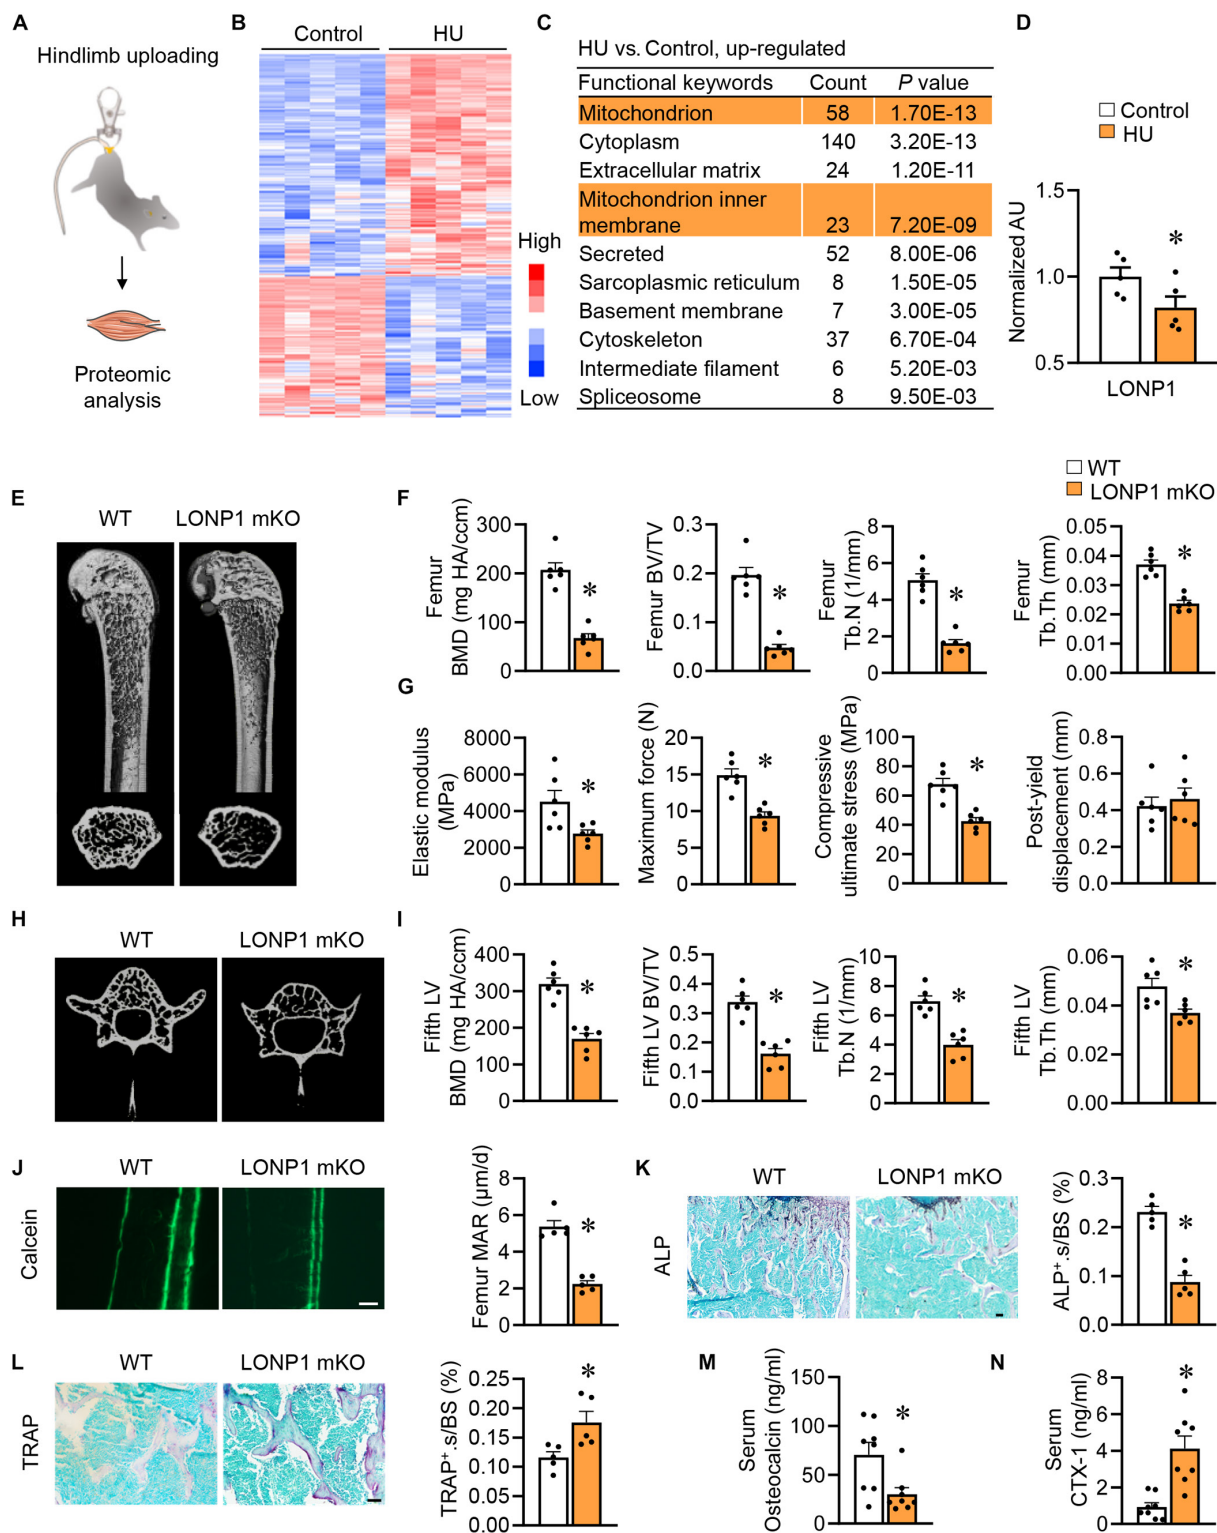 A
Hindlimb uploading
Proteomic
analysis
B
Control HU
High
Low
C
HU vs. Control, up-regulated
Functional keywords Count P value
Mitochondrion 58 1.70E-13
Cytoplasm 140 3.20E-13
Extracellular matrix 24 1.20E-11
Mitochondrion inner
membrane 23 7.20E-09
Secreted 52 8.00E-06
Sarcoplasmic reticulum 8 1.50E-05
Basement membrane 7 3.00E-05
Cytoskeleton 37 6.70E-04
Intermediate filament 6 5.20E-03
Spliceosome 8 9.50E-03
D
Control
HU
Normalized AU
1.5
1.0
0.5
*
LONP1
E
WT LONP1 mKO
WT
LONP1 mKO
F
Femur
BMD (mg HA/ccm)
300
200
100
0
*
Femur BV/TV
0.3
0.2
0.1
0.0
*
Femur
Tb.N (1/mm)
8
6
4
2
0
*
Femur
Tb.Th (mm)
0.05
0.04
0.03
0.02
0.01
0.00
*
G
Elastic modulus
(MPa)
8000
6000
4000
2000
0
*
Maximum force (N)
20
15
10
5
0
*
Compressive
ultimate stress (MPa)
100
80
60
40
20
0
*
Post-yield
displacement (mm)
0.8
0.6
0.4
0.2
0.0
H
WT LONP1 mKO
I
Fifth LV
BMD (mg HA/ccm)
400
300
200
100
0
*
Fifth LV BV/TV
0.5
0.4
0.3
0.2
0.1
0.0
*
Fifth LV
Tb.N (1/mm)
10
8
6
4
2
0
*
Fifth LV
Tb.Th (mm)
0.06
0.04
0.02
0.00
*
J
WT LONP1 mKO
Calcein
Femur MAR (μm/d)
8
6
4
2
0
*
K
WT LONP1 mKO
ALP
ALP⁺.s/BS (%)
0.3
0.2
0.1
0.0
*
L
WT LONP1 mKO
TRAP
TRAP⁺.s/BS (%)
0.25
0.20
0.15
0.10
0.05
0.00
*
M
Serum
Osteocalcin (ng/ml)
150
100
50
0
*
N
Serum
CTX-1 (ng/ml)
8
6
4
2
0
*